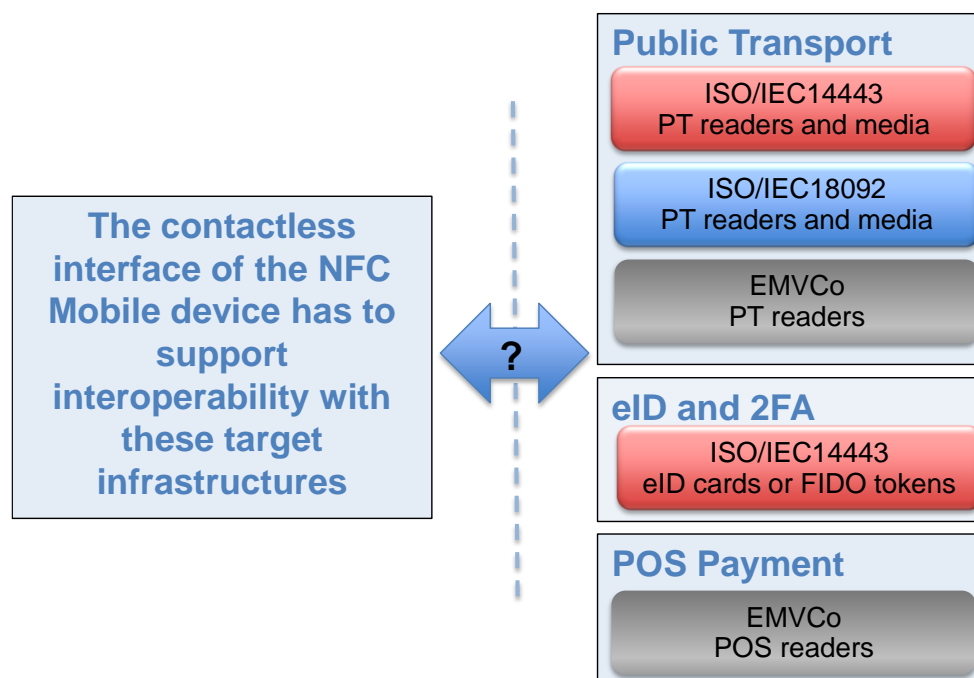 The contactless
interface of the NFC
Mobile device has to
support
interoperability with
these target
infrastructures
?
Public Transport
ISO/IEC14443
PT readers and media
ISO/IEC18092
PT readers and media
EMVCo
PT readers
eID and 2FA
ISO/IEC14443
eID cards or FIDO tokens
POS Payment
EMVCo
POS readers